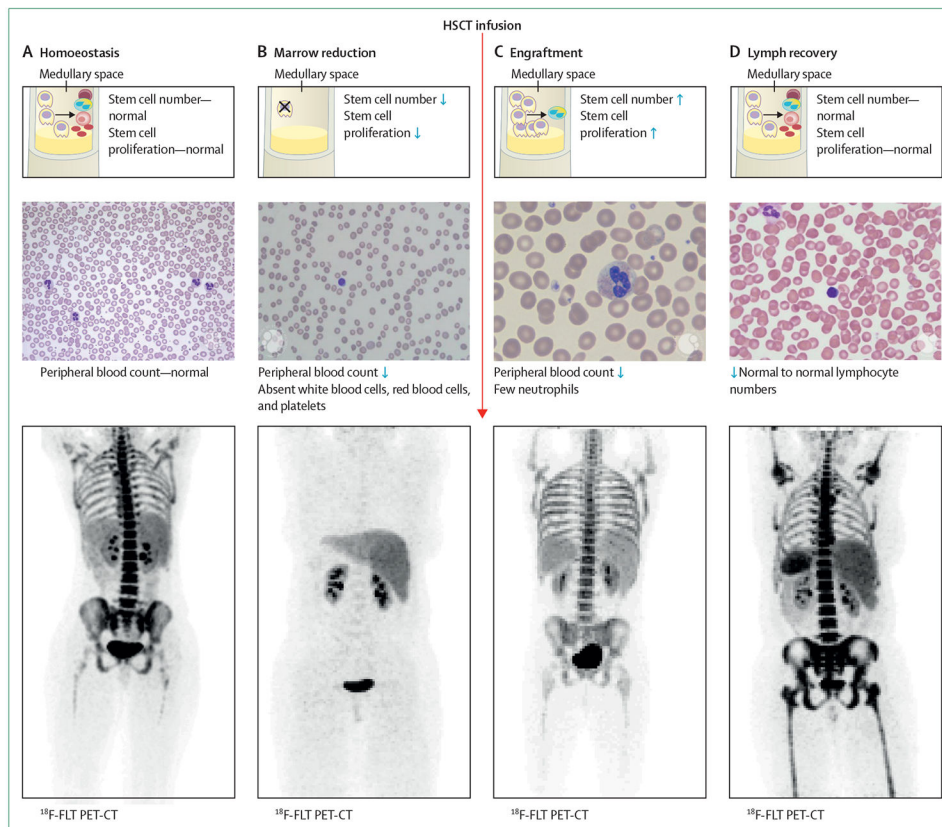 HSCT infusion
A Homoeostasis
Medullary space
Stem cell number—
normal
Stem cell
proliferation—normal
Peripheral blood count—normal
¹⁸F-FLT PET-CT
B Marrow reduction
Medullary space
Stem cell number ↓
Stem cell
proliferation ↓
Peripheral blood count ↓
Absent white blood cells, red blood cells,
and platelets
¹⁸F-FLT PET-CT
C Engraftment
Medullary space
Stem cell number ↑
Stem cell
proliferation ↑
Peripheral blood count ↓
Few neutrophils
¹⁸F-FLT PET-CT
D Lymph recovery
Medullary space
Stem cell number—
normal
Stem cell
proliferation—normal
↓Normal to normal lymphocyte
numbers
¹⁸F-FLT PET-CT